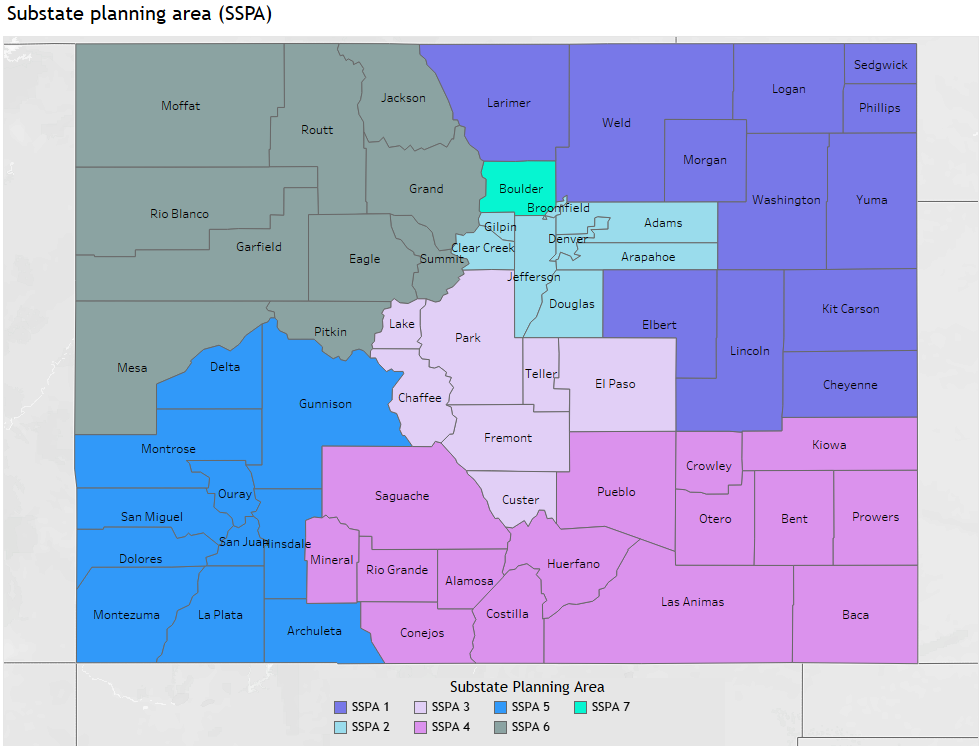 Substate planning area (SSPA)
Sedgwick
Logan
Jackson
Larimer
Moffat
Phillips
Weld
Routt
Morgan
Grand
Boulder
Washington
Yuma
Rio Blanco
Broomfield
Gilpin
Adams
Denver
Garfield
Clear Creek
Eagle
Summit
Arapahoe
Jefferson
Douglas
Kit Carson
Lake
Elbert
Pitkin
Park
Lincoln
Mesa
Delta
Teller
El Paso
Cheyenne
Gunnison
Chaffee
Fremont
Kiowa
Montrose
Crowley
Ouray
Saguache
Custer
Pueblo
San Miguel
Otero
Bent
Prowers
San Juan
Hinsdale
Dolores
Mineral
Rio Grande
Huerfano
Alamosa
Las Animas
Montezuma
La Plata
Costilla
Baca
Archuleta
Conejos
Substate Planning Area
SSPA 1 SSPA 3 SSPA 5 SSPA 7
SSPA 2 SSPA 4 SSPA 6